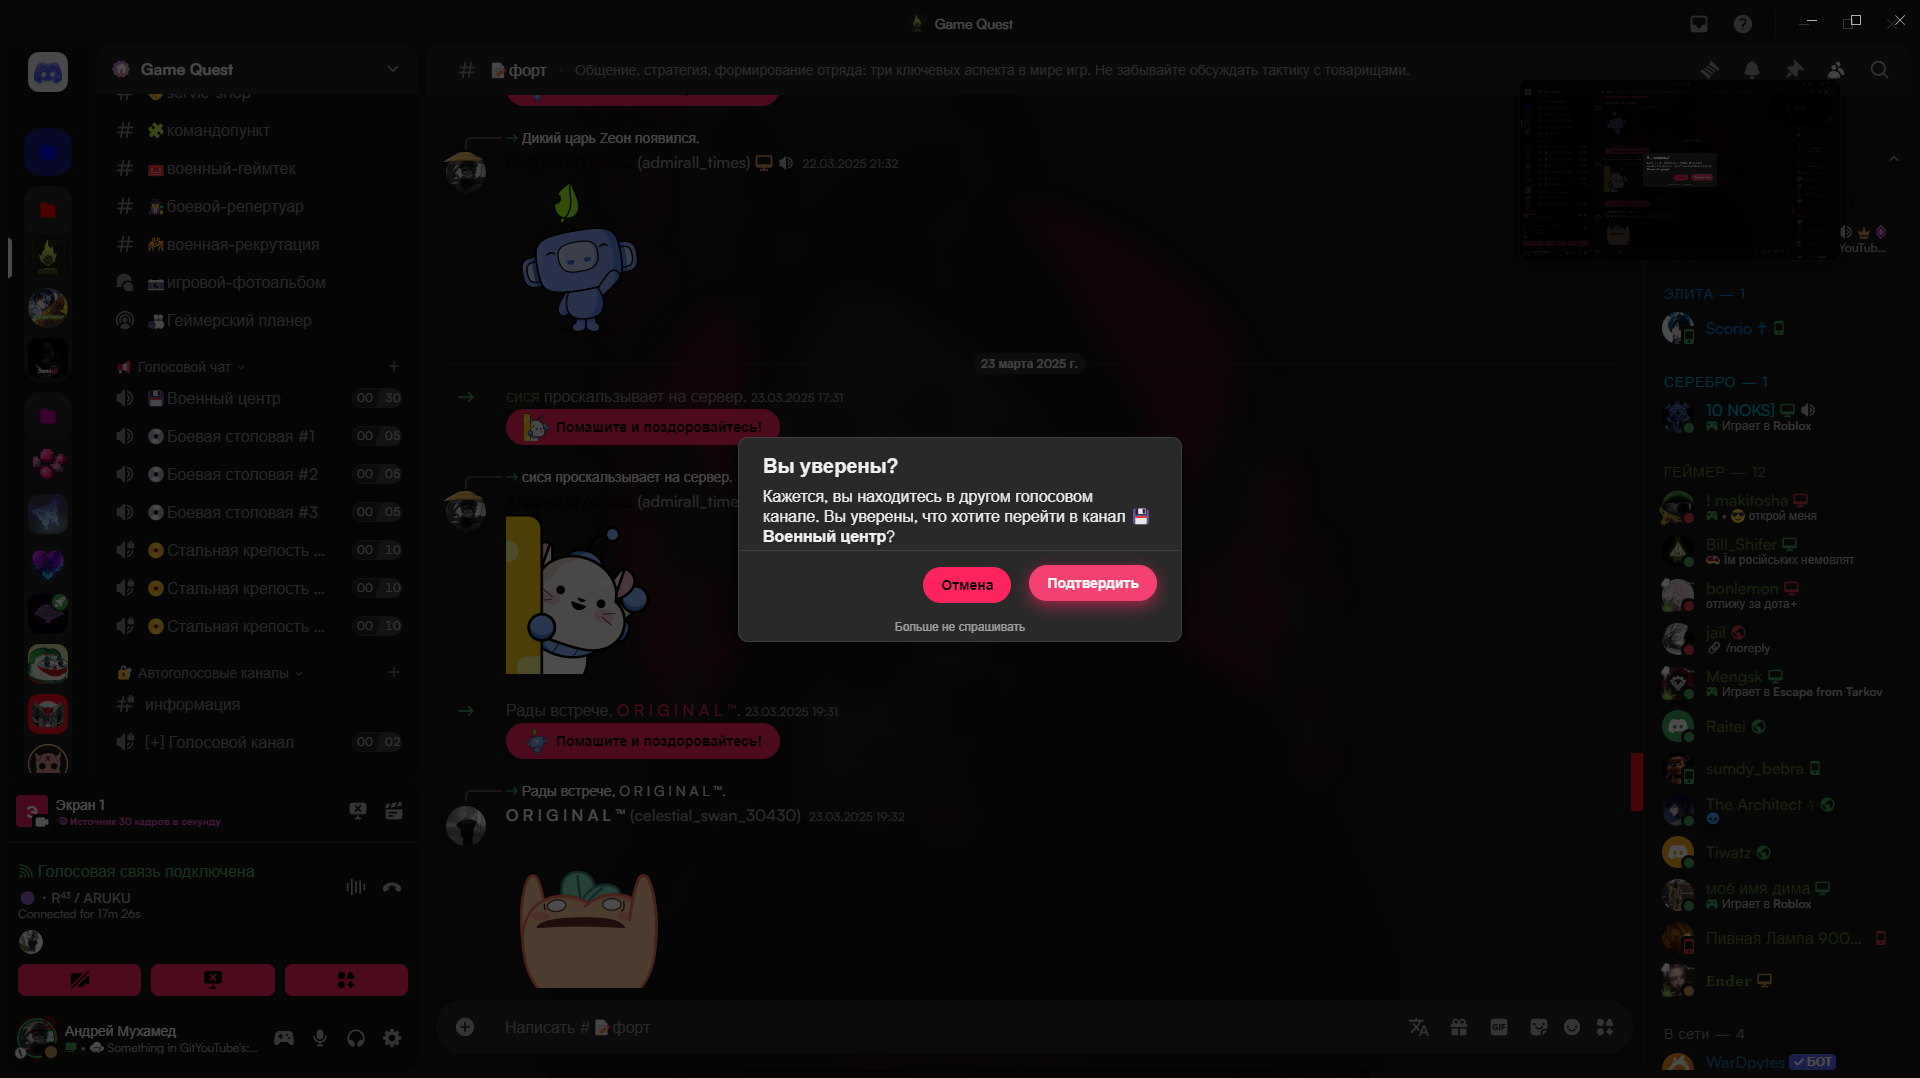 Game Quest
Game Quest
servic-shop
командопункт
военный-геймтек
боевой-репертуар
военная-рекрутация
игровой-фотоальбом
Геймерский планер
Голосовой чат
Военный центр 00 30
Боевая столовая #1 00 05
Боевая столовая #2 00 05
Боевая столовая #3 00 05
Стальная крепость ... 00 10
Стальная крепость ... 00 10
Стальная крепость ... 00 10
Автоголосовые каналы
информация
[+] Голосовой канал 00 02
Экран 1
Источник 30 кадров в секунду
Голосовая связь подключена
R⁴³ / ARUKU
Connected for 17m 26s
Андрей Мухамед
Something in GitYouTube's:...
форт
Общение, стратегия, формирование отряда: три ключевых аспекта в мире игр. Не забывайте обсуждать тактику с товарищами.
Дикий царь Zeoн появился.
Андрей Мухамед (admirall_times) 22.03.2025 21:32
23 марта 2025 г.
сися проскальзывает на сервер. 23.03.2025 17:31
Помашите и поздоровайтесь!
сися проскальзывает на сервер.
Андрей Мухамед (admirall_time
Рады встрече, O R I G I N A L ™. 23.03.2025 19:31
Помашите и поздоровайтесь!
Рады встрече, O R I G I N A L ™.
O R I G I N A L ™ (celestial_swan_30430) 23.03.2025 19:32
Написать # форт
GIF
Вы уверены?
Кажется, вы находитесь в другом голосовом
канале. Вы уверены, что хотите перейти в канал
Военный центр?
Отмена
Подтвердить
Больше не спрашивать
YouTub...
ЭЛИТА — 1
Scorio †
СЕРЕБРО — 1
10 NOKS]
Играет в Roblox
ГЕЙМЕР — 12
! makitosha
• открой меня
Bill_Shifer
Їм російських немовлят
bonlemon
отлижу за дота+
jail
/noreply
Mengsk
Играет в Escape from Tarkov
Raitei
sumdy_bebra
The Architect
Tiwatz
моё имя дима
Играет в Roblox
Пивная Лампа 900...
Ender
В сети — 4
WarDpytes БОТ